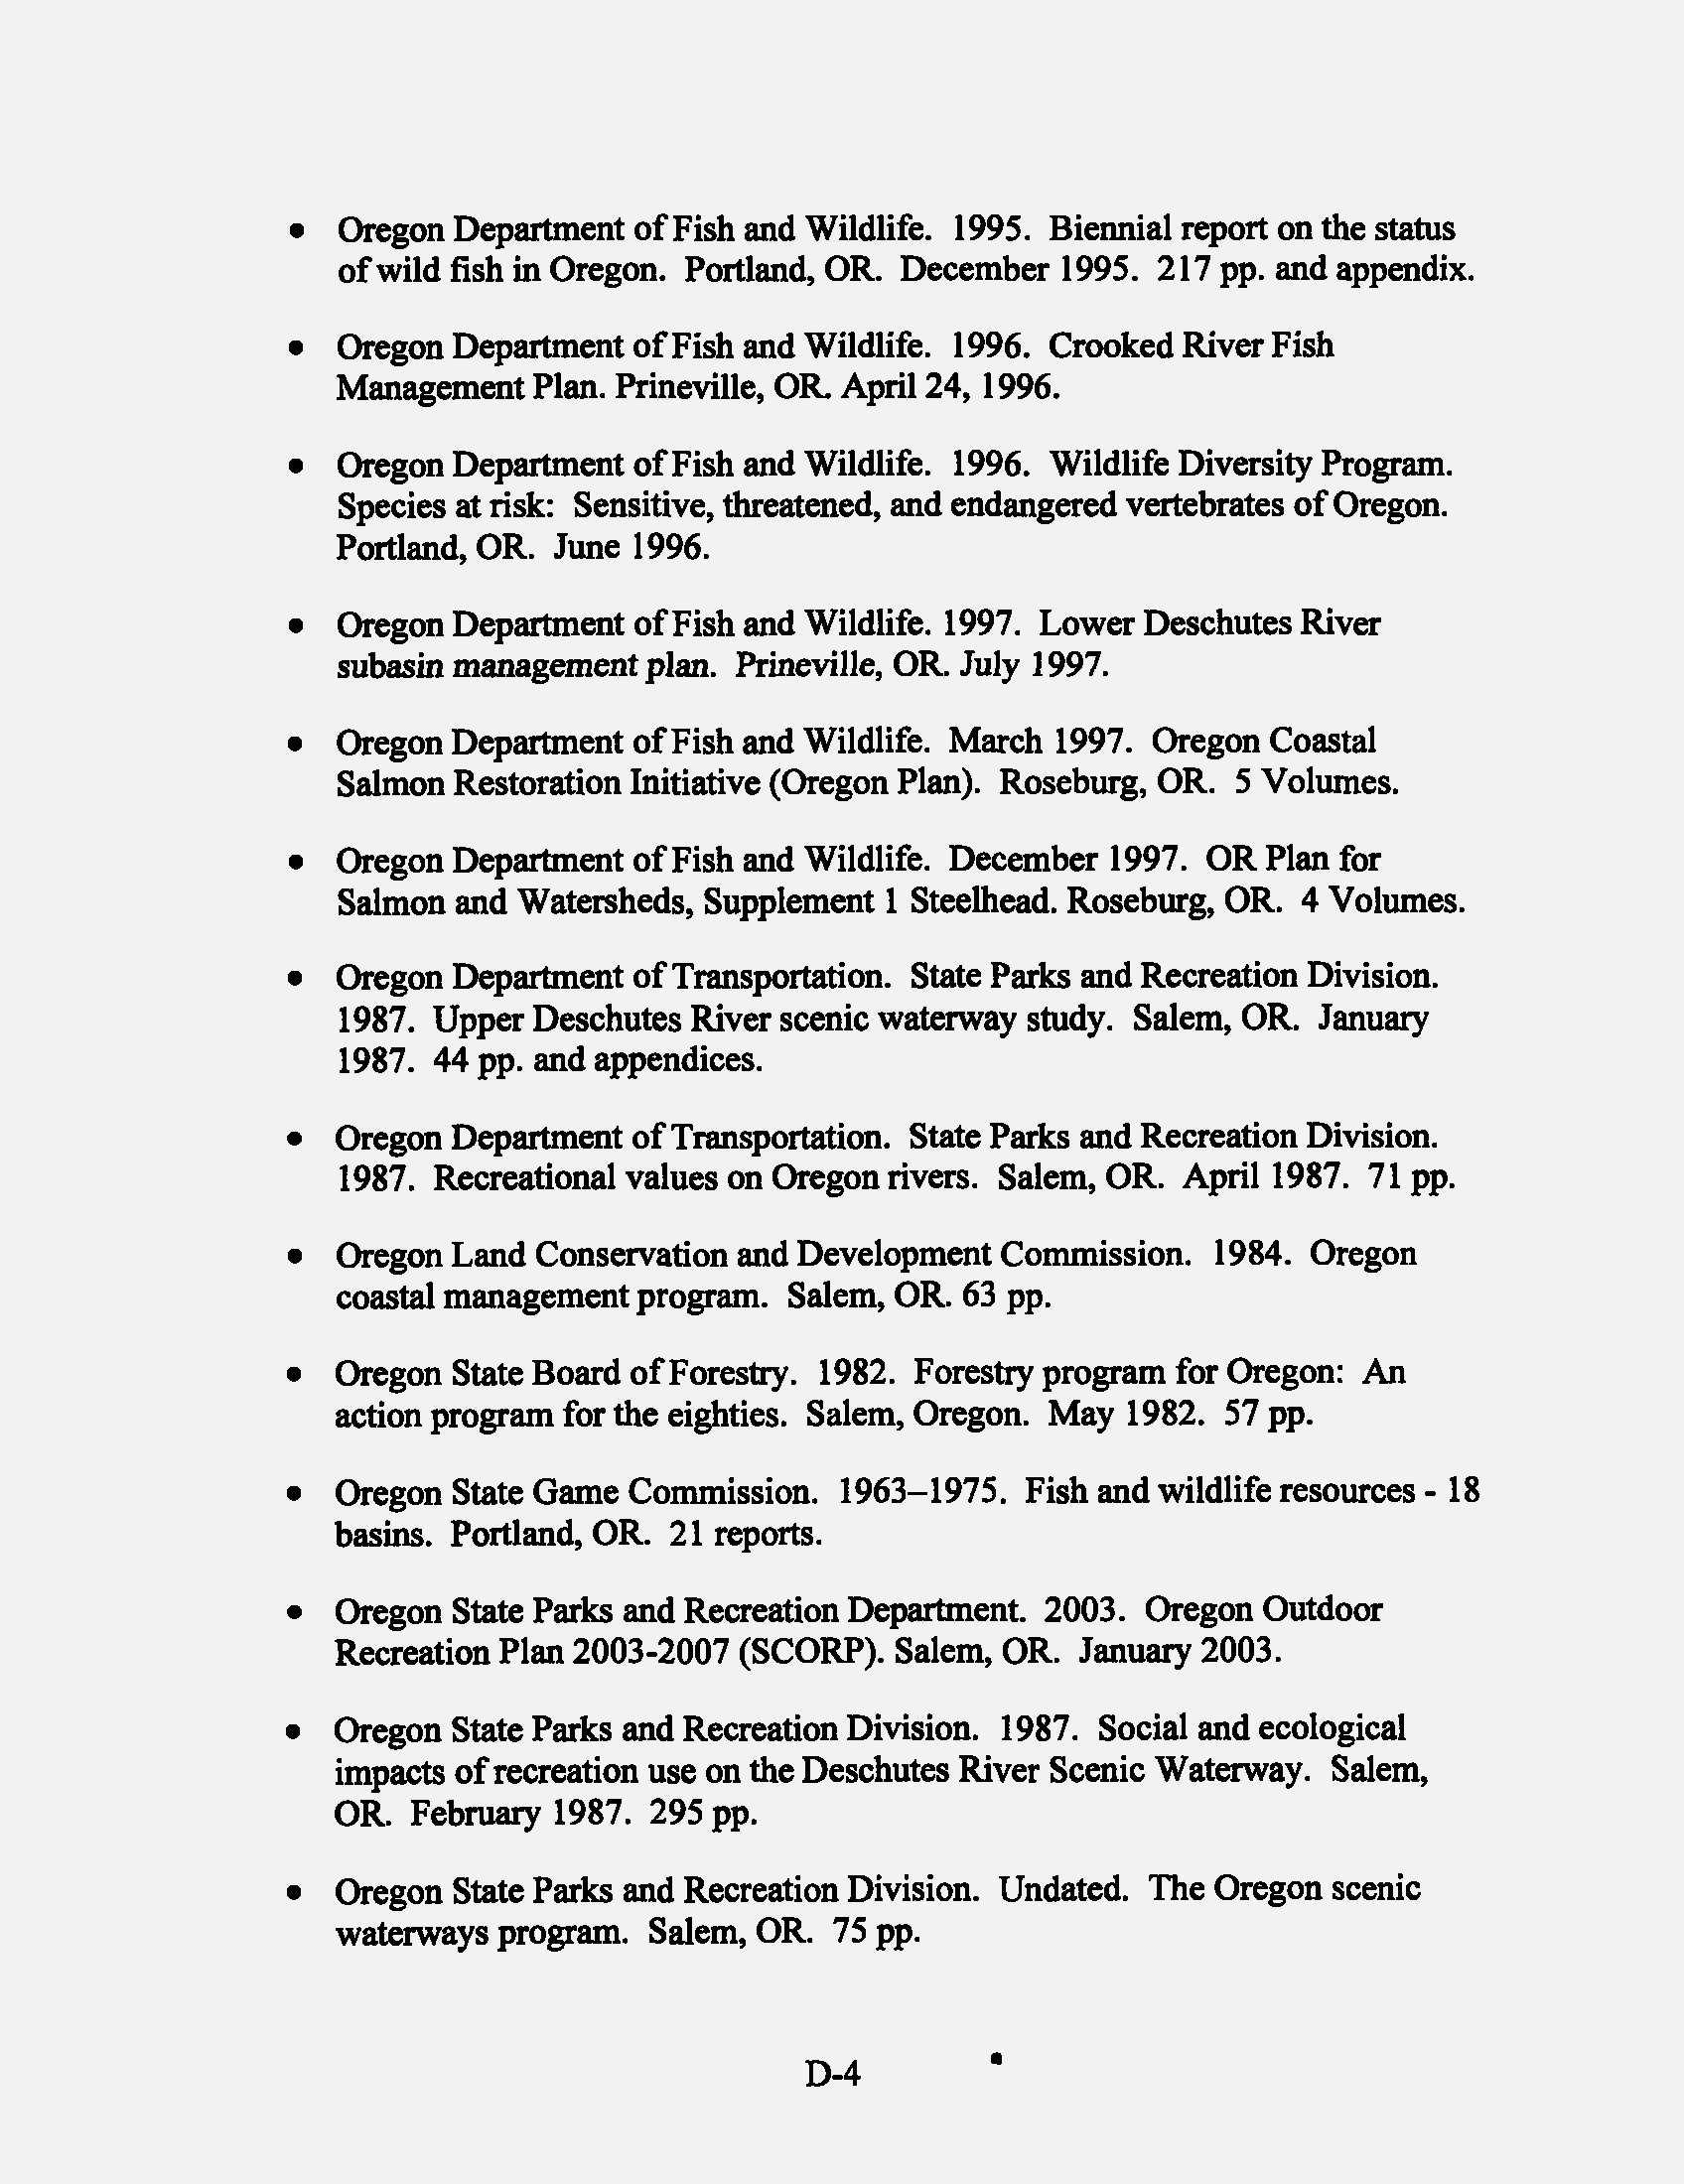 • Oregon Department of Fish and Wildlife. 1995. Biennial report on the status
of wild fish in Oregon. Portland, OR. December 1995. 217 pp. and appendix.
• Oregon Department of Fish and Wildlife. 1996. Crooked River Fish
Management Plan. Prineville, OR. April 24, 1996.
• Oregon Department of Fish and Wildlife. 1996. Wildlife Diversity Program.
Species at risk: Sensitive, threatened, and endangered vertebrates of Oregon.
Portland, OR. June 1996.
• Oregon Department of Fish and Wildlife. 1997. Lower Deschutes River
subasin management plan. Prineville, OR. July 1997.
• Oregon Department of Fish and Wildlife. March 1997. Oregon Coastal
Salmon Restoration Initiative (Oregon Plan). Roseburg, OR. 5 Volumes.
• Oregon Department of Fish and Wildlife. December 1997. OR Plan for
Salmon and Watersheds, Supplement 1 Steelhead. Roseburg, OR. 4 Volumes.
• Oregon Department of Transportation. State Parks and Recreation Division.
1987. Upper Deschutes River scenic waterway study. Salem, OR. January
1987. 44 pp. and appendices.
• Oregon Department of Transportation. State Parks and Recreation Division.
1987. Recreational values on Oregon rivers. Salem, OR. April 1987. 71 pp.
• Oregon Land Conservation and Development Commission. 1984. Oregon
coastal management program. Salem, OR. 63 pp.
• Oregon State Board of Forestry. 1982. Forestry program for Oregon: An
action program for the eighties. Salem, Oregon. May 1982. 57 pp.
• Oregon State Game Commission. 1963–1975. Fish and wildlife resources - 18
basins. Portland, OR. 21 reports.
• Oregon State Parks and Recreation Department. 2003. Oregon Outdoor
Recreation Plan 2003-2007 (SCORP). Salem, OR. January 2003.
• Oregon State Parks and Recreation Division. 1987. Social and ecological
impacts of recreation use on the Deschutes River Scenic Waterway. Salem,
OR. February 1987. 295 pp.
• Oregon State Parks and Recreation Division. Undated. The Oregon scenic
waterways program. Salem, OR. 75 pp.
D-4